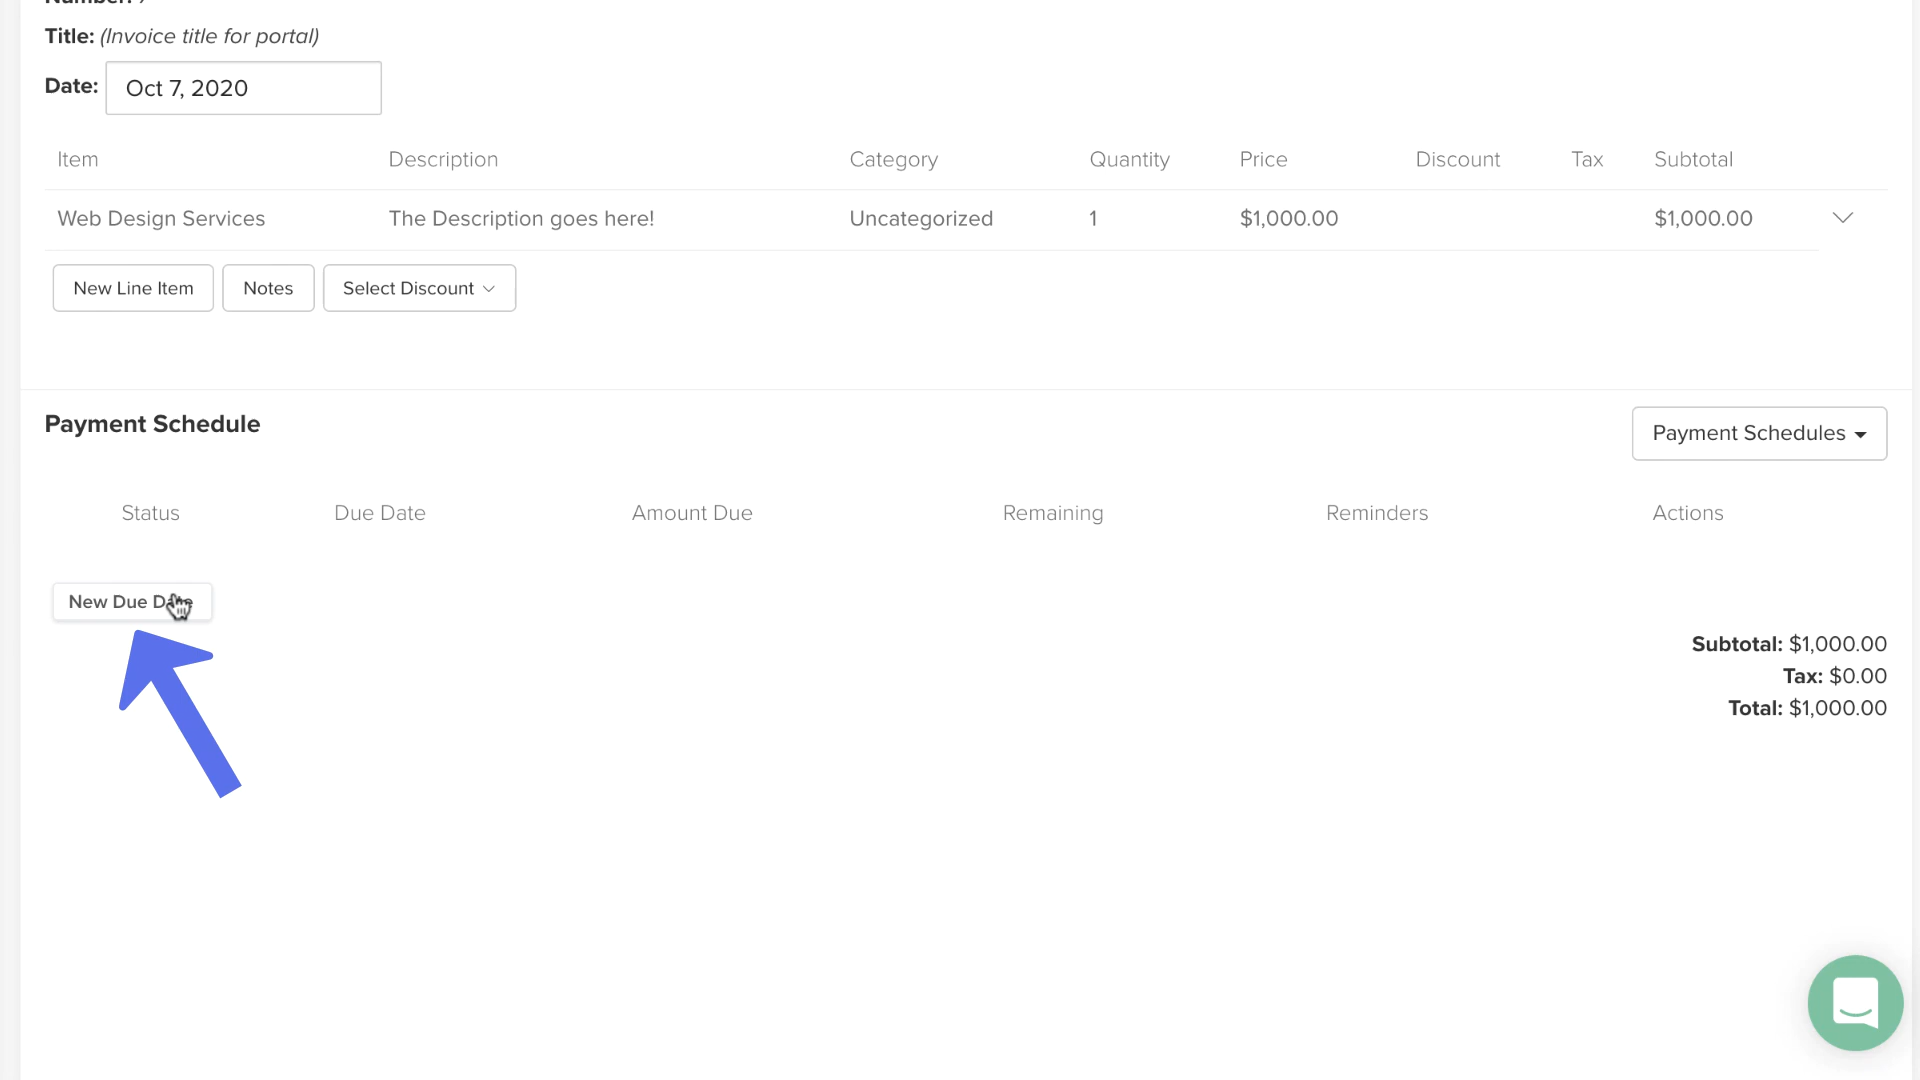 Title: (Invoice title for portal)
Date: Oct 7, 2020
Item Description Category Quantity Price Discount Tax Subtotal
Web Design Services The Description goes here! Uncategorized 1 $1,000.00 $1,000.00
New Line Item Notes Select Discount
Payment Schedule
Payment Schedules
Status Due Date Amount Due Remaining Reminders Actions
New Due Date
Subtotal: $1,000.00
Tax: $0.00
Total: $1,000.00